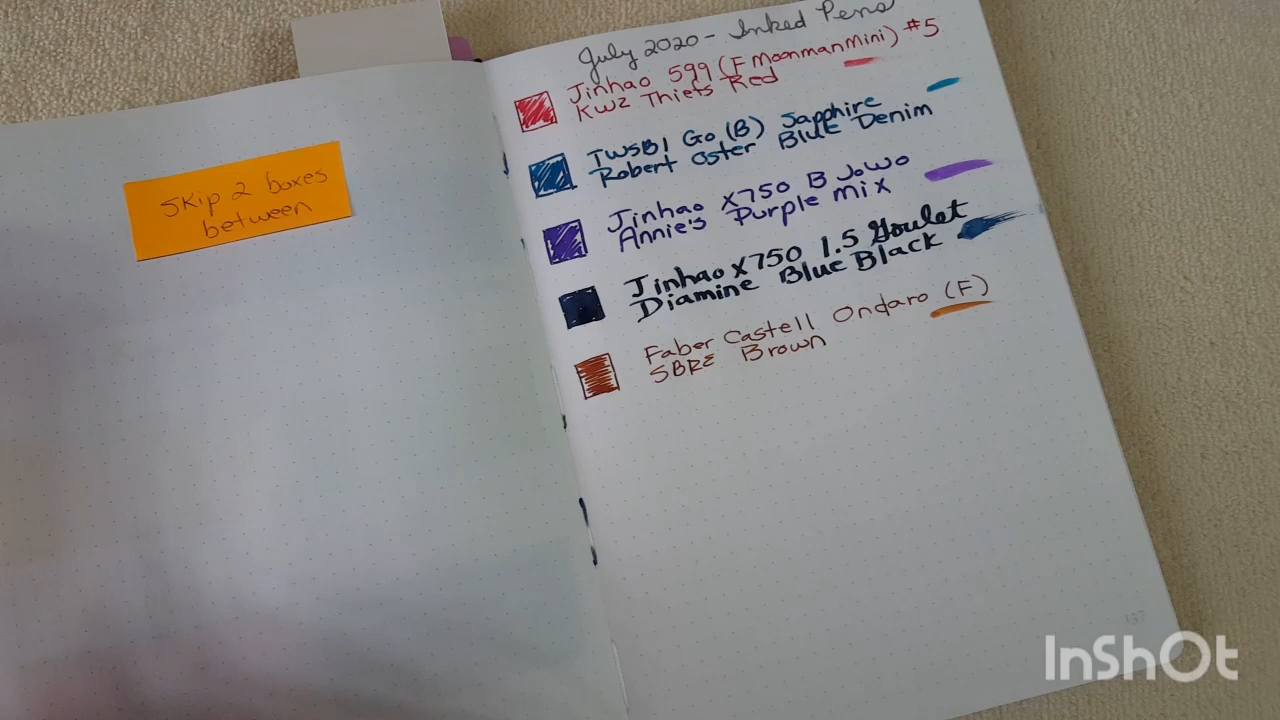 Skip 2 boxes
between
July 2020 - Inked Pens
Jinhao 599 (F Moonman Mini) #5
KWZ Thiefs Red
TWSBI Go (B) Sapphire
Robert Oster Blue Denim
Jinhao X750 B JoWo
Annie's Purple Mix
Jinhao X750 1.5 Goulet
Diamine Blue Black
Faber Castell Ondaro (F)
SBRE Brown
137
InShOt